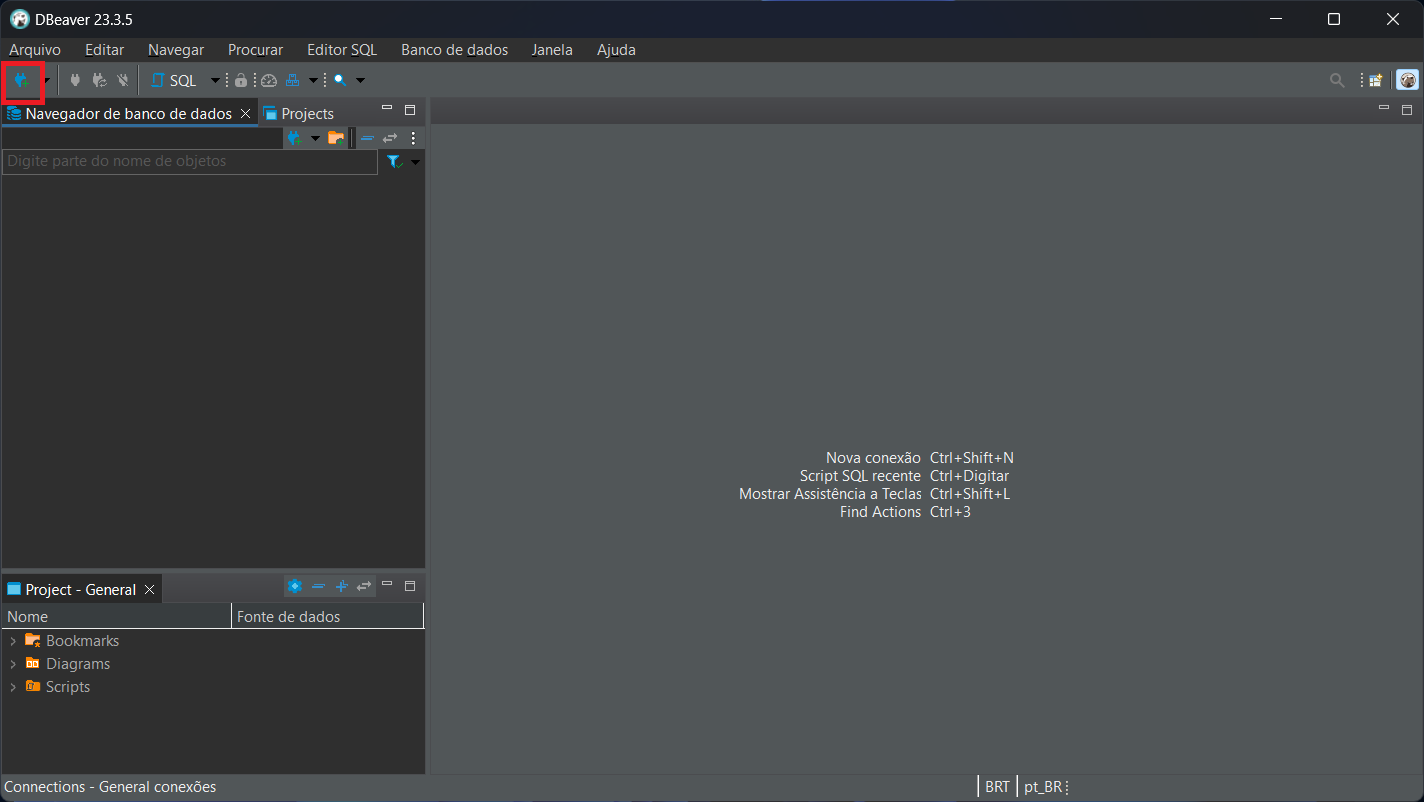 DBeaver 23.3.5
Arquivo Editar Navegar Procurar Editor SQL Banco de dados Janela Ajuda
SQL
Navegador de banco de dados Projects
Digite parte do nome de objetos
Nova conexão Ctrl+Shift+N
Script SQL recente Ctrl+Digitar
Mostrar Assistência a Teclas Ctrl+Shift+L
Find Actions Ctrl+3
Project - General
Nome Fonte de dados
Bookmarks
Diagrams
Scripts
Connections - General conexões BRT pt_BR